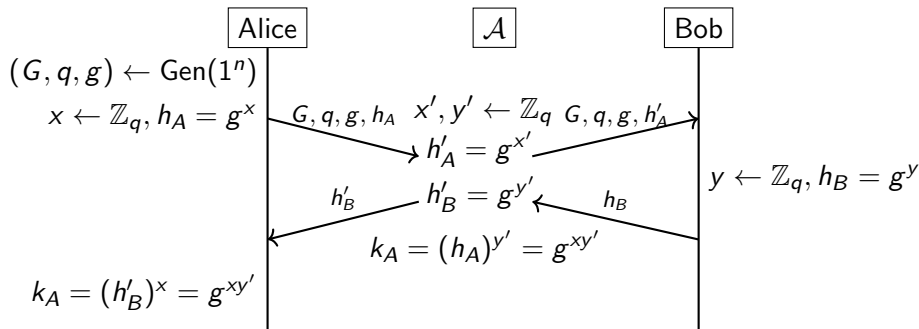 Alice 𝒜 Bob
(G, q, g) ← Gen(1ⁿ)
x ← ℤ_q, h_A = g^x
G, q, g, h_A
x′, y′ ← ℤ_q
G, q, g, h′_A
h′_A = g^{x′}
y ← ℤ_q, h_B = g^y
h′_B
h′_B = g^{y′}
h_B
k_A = (h_A)^{y′} = g^{xy′}
k_A = (h′_B)^x = g^{xy′}